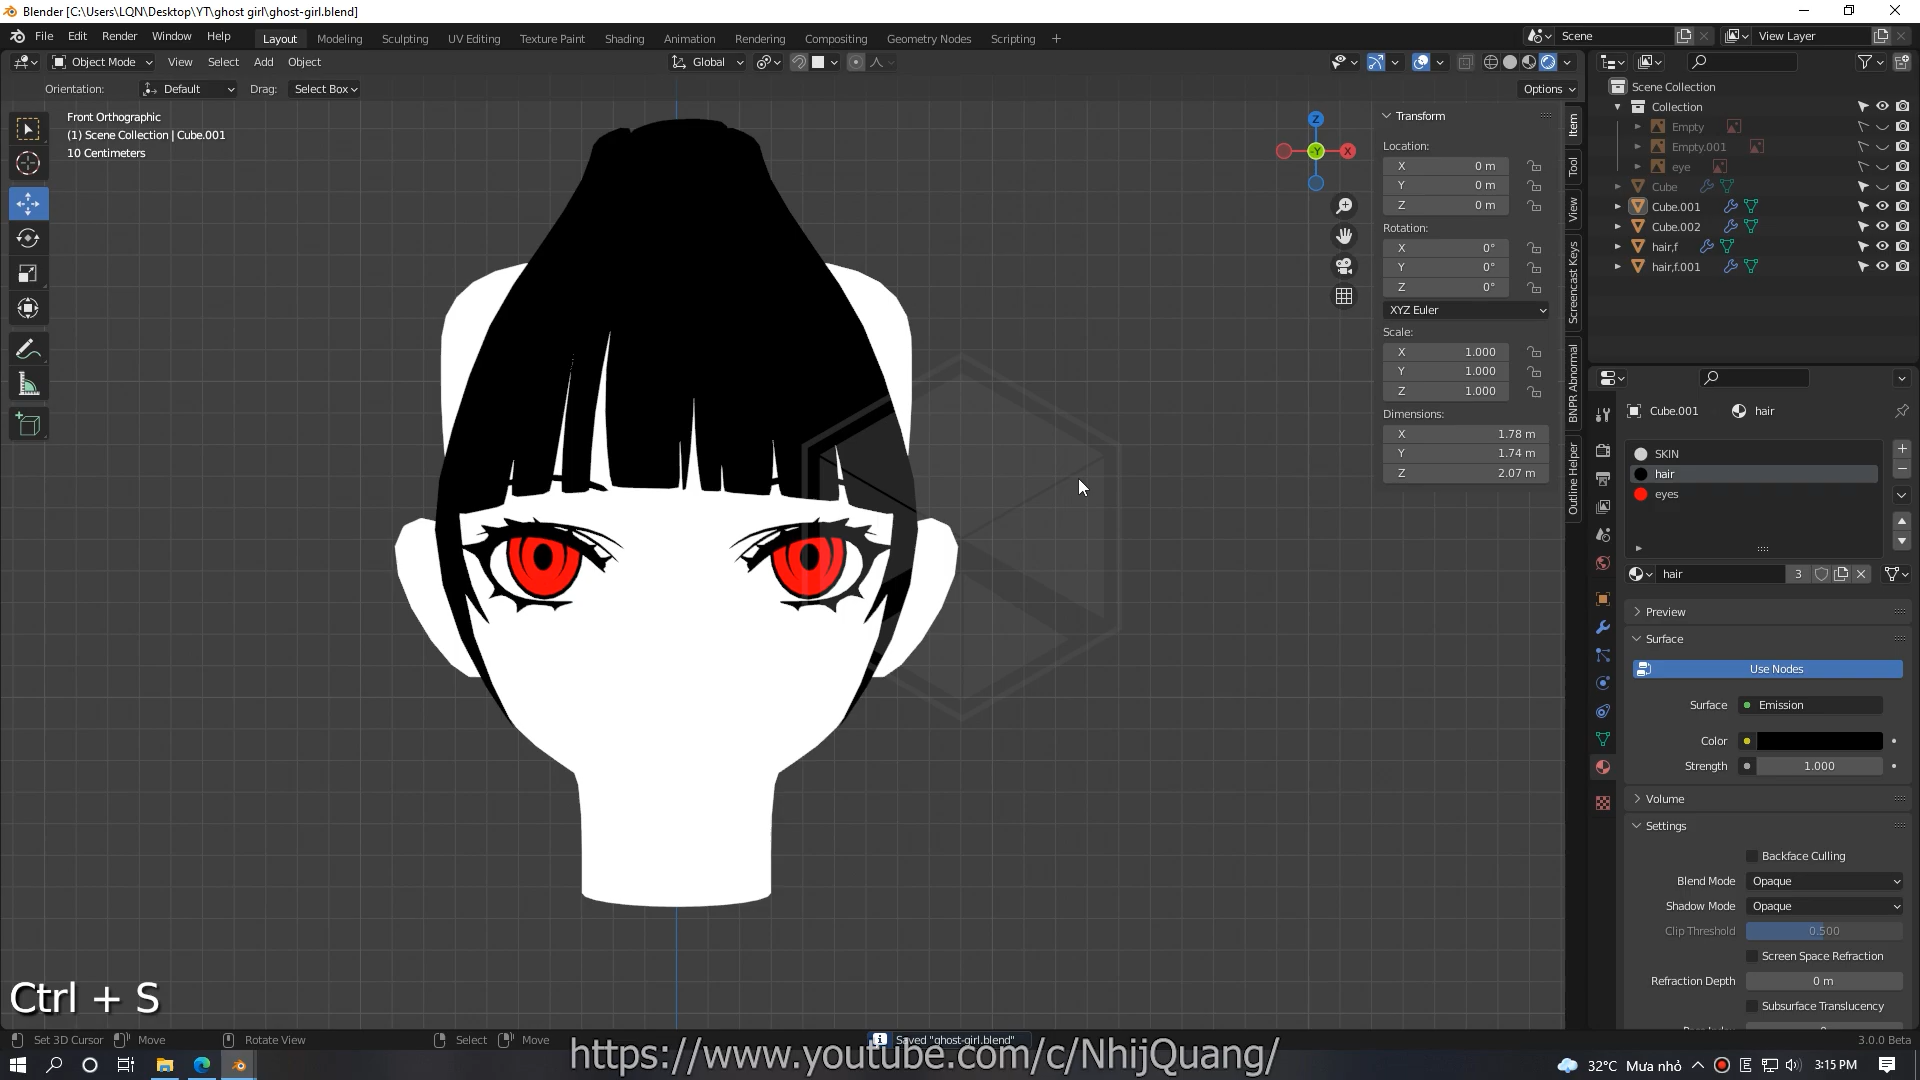 Blender [C:\Users\LQN\Desktop\YT\ghost girl\ghost-girl.blend]
File Edit Render Window Help Layout Modeling Sculpting UV Editing Texture Paint Shading Animation Rendering Compositing Geometry Nodes Scripting + Scene View Layer
Object Mode View Select Add Object Global
Orientation: Default Drag: Select Box Options
Front Orthographic
(1) Scene Collection | Cube.001
10 Centimeters
Z
X
-Y
Transform
Location:
X 0 m
Y 0 m
Z 0 m
Rotation:
X 0°
Y 0°
Z 0°
XYZ Euler
Scale:
X 1.000
Y 1.000
Z 1.000
Dimensions:
X 1.78 m
Y 1.74 m
Z 2.07 m
Item
Tool
View
Screencast Keys
BNPR Abnormal
Outline Helper
Scene Collection
Collection
Empty
Empty.001
eye
Cube
Cube.001
Cube.002
hair,f
hair,f.001
Cube.001 hair
SKIN
hair
eyes
hair 3
Preview
Surface
Use Nodes
Surface Emission
Color
Strength 1.000
Volume
Settings
Backface Culling
Blend Mode Opaque
Shadow Mode Opaque
Clip Threshold 0.500
Screen Space Refraction
Refraction Depth 0 m
Subsurface Translucency
Ctrl + S
Set 3D Cursor Move Rotate View Select Move Saved "ghost-girl.blend" 3.0.0 Beta
https://www.youtube.com/c/NhijQuang/
32°C Mưa nhỏ E 3:15 PM